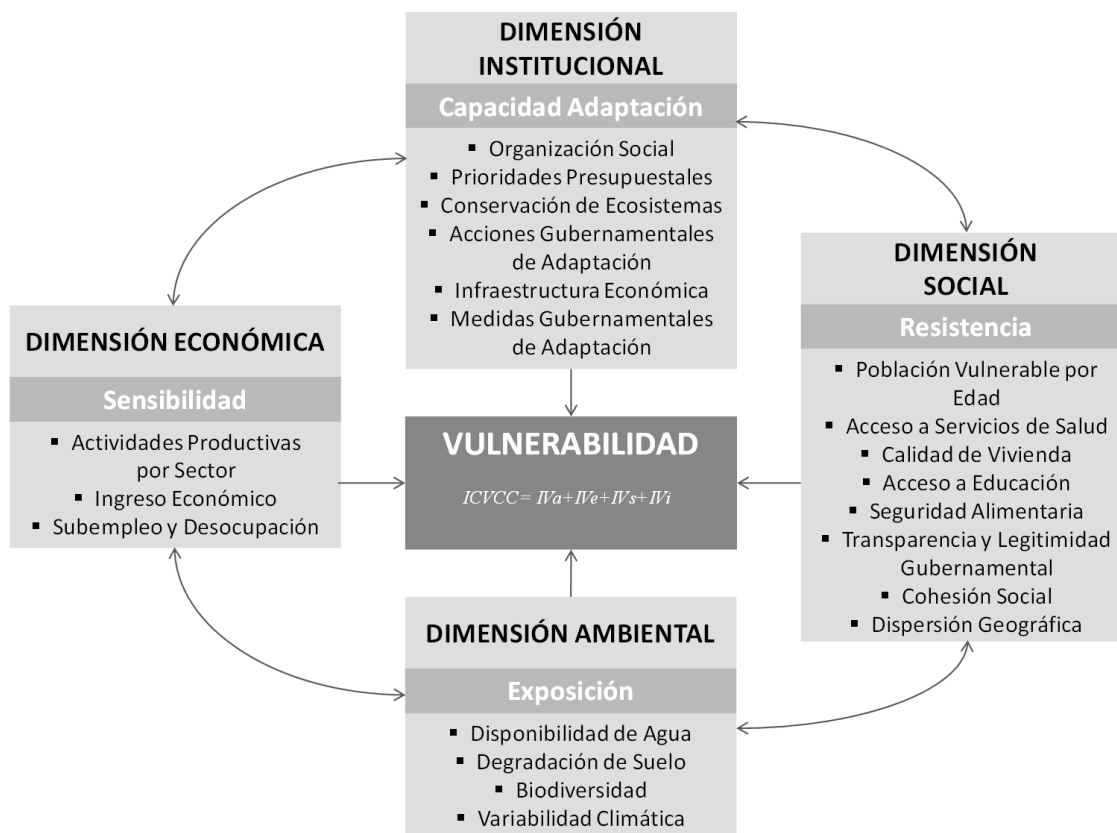 DIMENSIÓN
INSTITUCIONAL
Capacidad Adaptación
▪ Organización Social
▪ Prioridades Presupuestales
▪ Conservación de Ecosistemas
▪ Acciones Gubernamentales
de Adaptación
▪ Infraestructura Económica
▪ Medidas Gubernamentales
de Adaptación
DIMENSIÓN ECONÓMICA
Sensibilidad
▪ Actividades Productivas
por Sector
▪ Ingreso Económico
▪ Subempleo y Desocupación
VULNERABILIDAD
ICVCC = IVa+IVe+IVs+IVi
DIMENSIÓN
SOCIAL
Resistencia
▪ Población Vulnerable por
Edad
▪ Acceso a Servicios de Salud
▪ Calidad de Vivienda
▪ Acceso a Educación
▪ Seguridad Alimentaria
▪ Transparencia y Legitimidad
Gubernamental
▪ Cohesión Social
▪ Dispersión Geográfica
DIMENSIÓN AMBIENTAL
Exposición
▪ Disponibilidad de Agua
▪ Degradación de Suelo
▪ Biodiversidad
▪ Variabilidad Climática